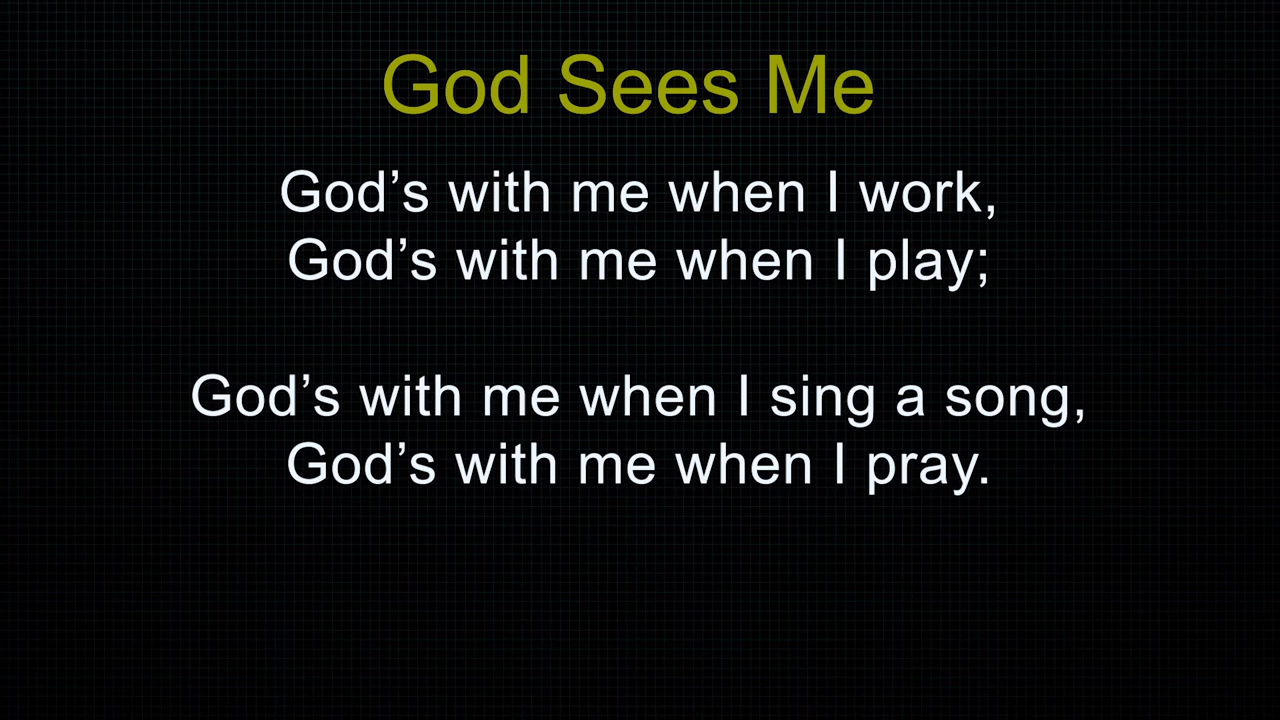 God Sees Me
God’s with me when I work,
God’s with me when I play;
God’s with me when I sing a song,
God’s with me when I pray.